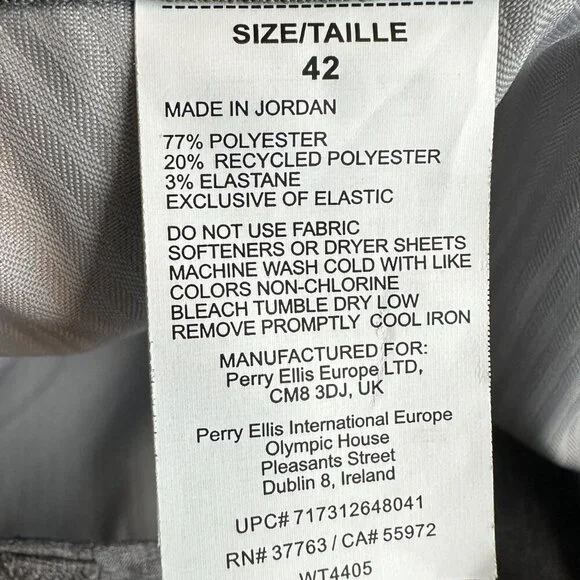 SIZE/TAILLE
42
MADE IN JORDAN
77% POLYESTER
20% RECYCLED POLYESTER
3% ELASTANE
EXCLUSIVE OF ELASTIC
DO NOT USE FABRIC
SOFTENERS OR DRYER SHEETS
MACHINE WASH COLD WITH LIKE
COLORS NON-CHLORINE
BLEACH TUMBLE DRY LOW
REMOVE PROMPTLY COOL IRON
MANUFACTURED FOR:
Perry Ellis Europe LTD,
CM8 3DJ, UK
Perry Ellis International Europe
Olympic House
Pleasants Street
Dublin 8, Ireland
UPC# 717312648041
RN# 37763 / CA# 55972
WT4405